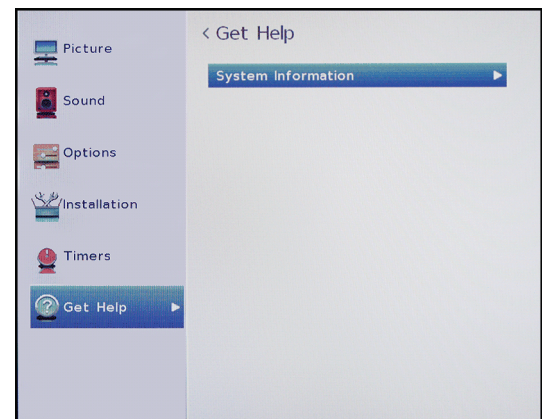 Picture
Sound
Options
Installation
Timers
Get Help
< Get Help
System Information